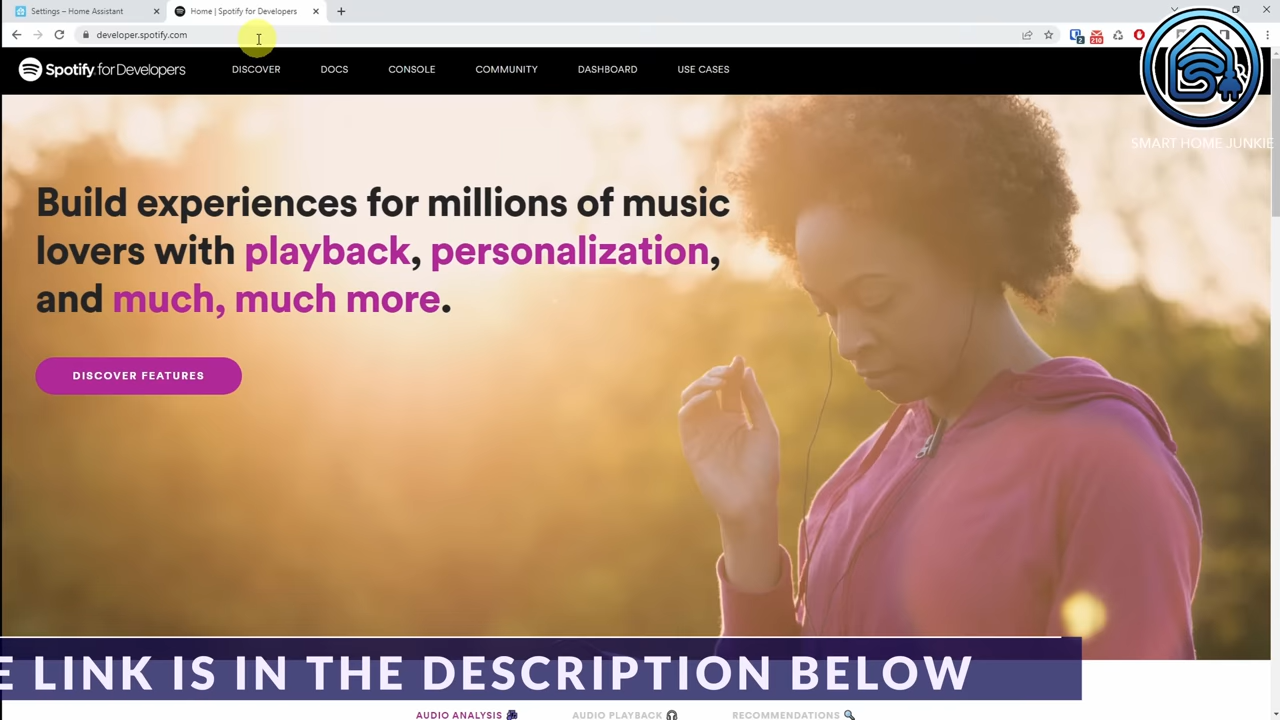 Settings – Home Assistant
Home | Spotify for Developers
developer.spotify.com
2
210
Spotify for Developers
DISCOVER
DOCS
CONSOLE
COMMUNITY
DASHBOARD
USE CASES
SMART HOME JUNKIE
Build experiences for millions of music
lovers with playback, personalization,
and much, much more.
DISCOVER FEATURES
E LINK IS IN THE DESCRIPTION BELOW
AUDIO ANALYSIS
AUDIO PLAYBACK
RECOMMENDATIONS